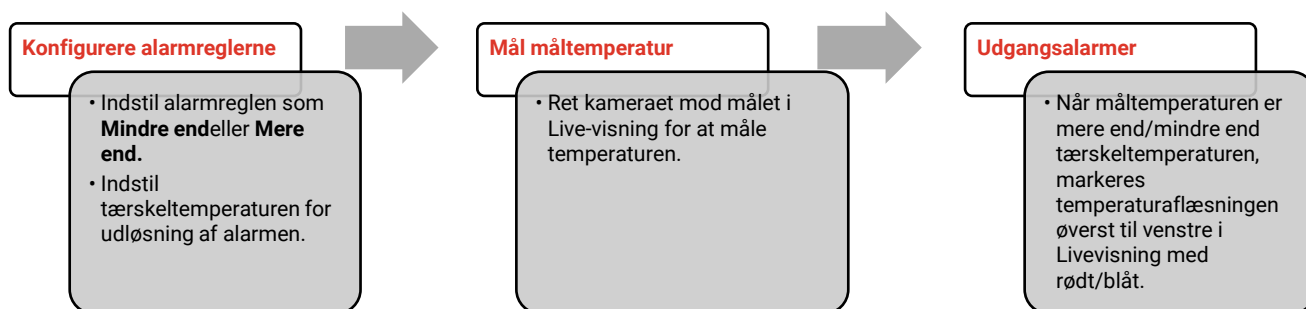 Konfigurere alarmreglerne
• Indstil alarmreglen som
Mindre endeller Mere
end.
• Indstil
tærskeltemperaturen for
udløsning af alarmen.
Mål måltemperatur
• Ret kameraet mod målet i
Live-visning for at måle
temperaturen.
Udgangsalarmer
• Når måltemperaturen er
mere end/mindre end
tærskeltemperaturen,
markeres
temperaturaflæsningen
øverst til venstre i
Livevisning med
rødt/blåt.